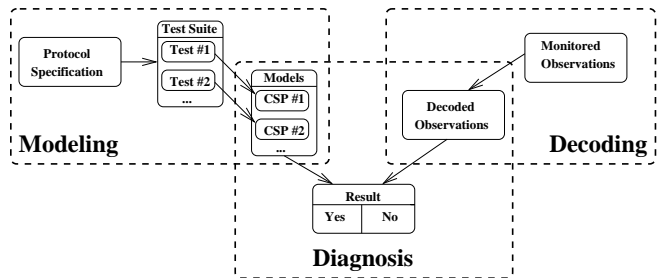 Protocol
Specification
Test Suite
Test #1
Test #2
...
Models
CSP #1
CSP #2
...
Monitored
Observations
Decoded
Observations
Modeling
Decoding
Result
Yes
No
Diagnosis